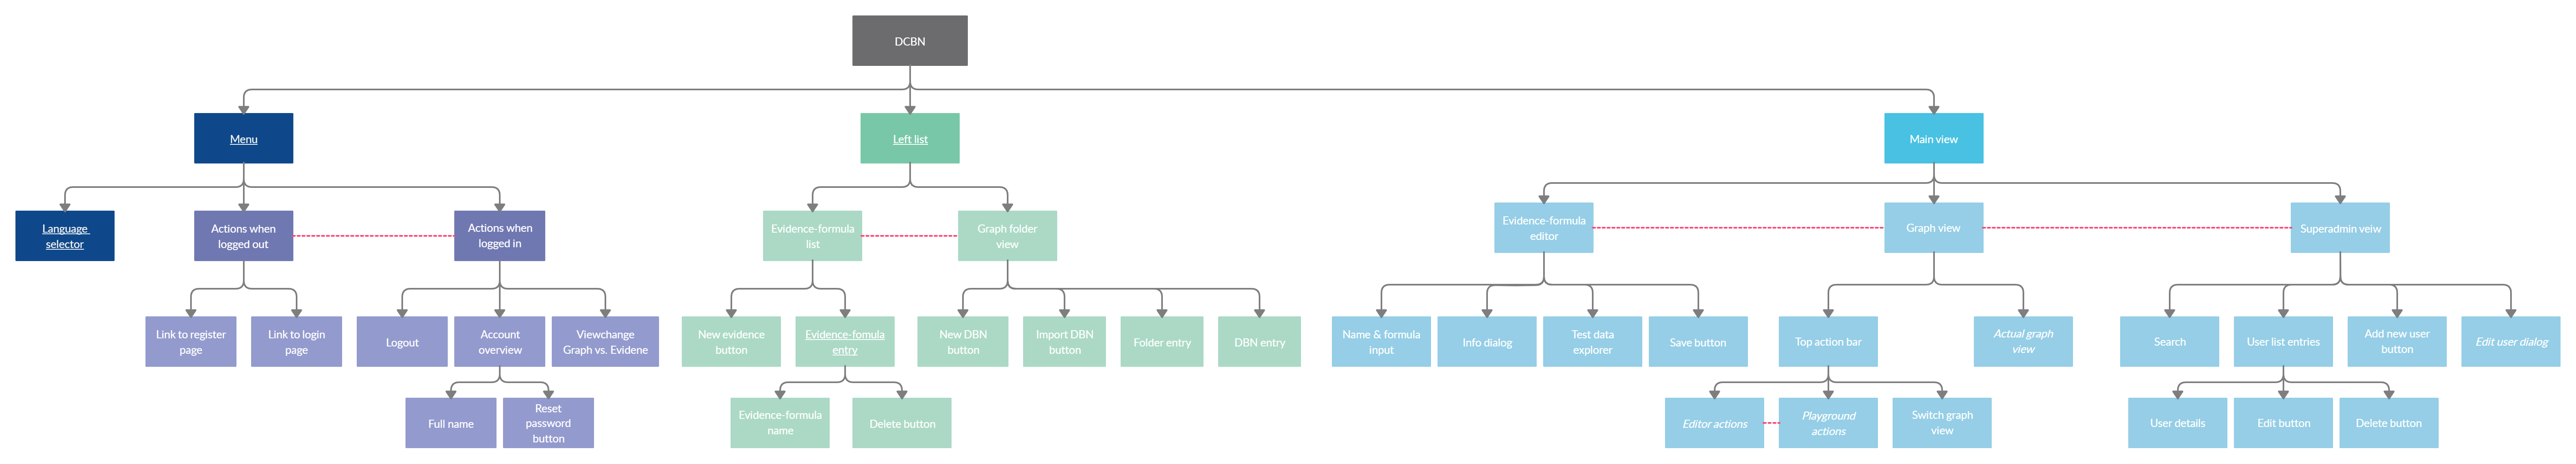 DCBN
Menu
Left list
Main view
Language
selector
Actions when
logged out
Actions when
logged in
Evidence-formula
list
Graph folder
view
Evidence-formula
editor
Graph view
Superadmin veiw
Link to register
page
Link to login
page
Logout
Account
overview
Viewchange
Graph vs. Evidene
New evidence
button
Evidence-fomula
entry
New DBN
button
Import DBN
button
Folder entry
DBN entry
Name & formula
input
Info dialog
Test data
explorer
Save button
Top action bar
Actual graph
view
Search
User list entries
Add new user
button
Edit user dialog
Full name
Reset
password
button
Evidence-formula
name
Delete button
Editor actions
Playground
actions
Switch graph
view
User details
Edit button
Delete button